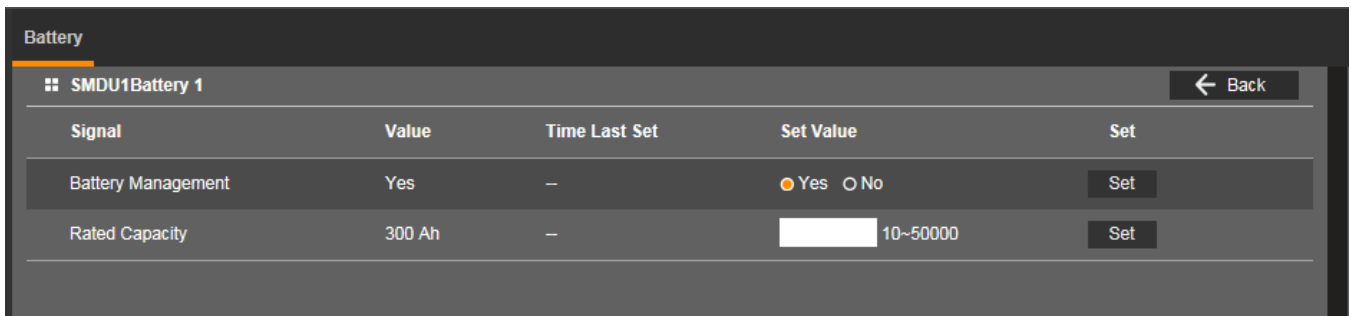 Battery
SMDU1Battery 1 Back
Signal Value Time Last Set Set Value Set
Battery Management Yes -- Yes No Set
Rated Capacity 300 Ah -- 10~50000 Set